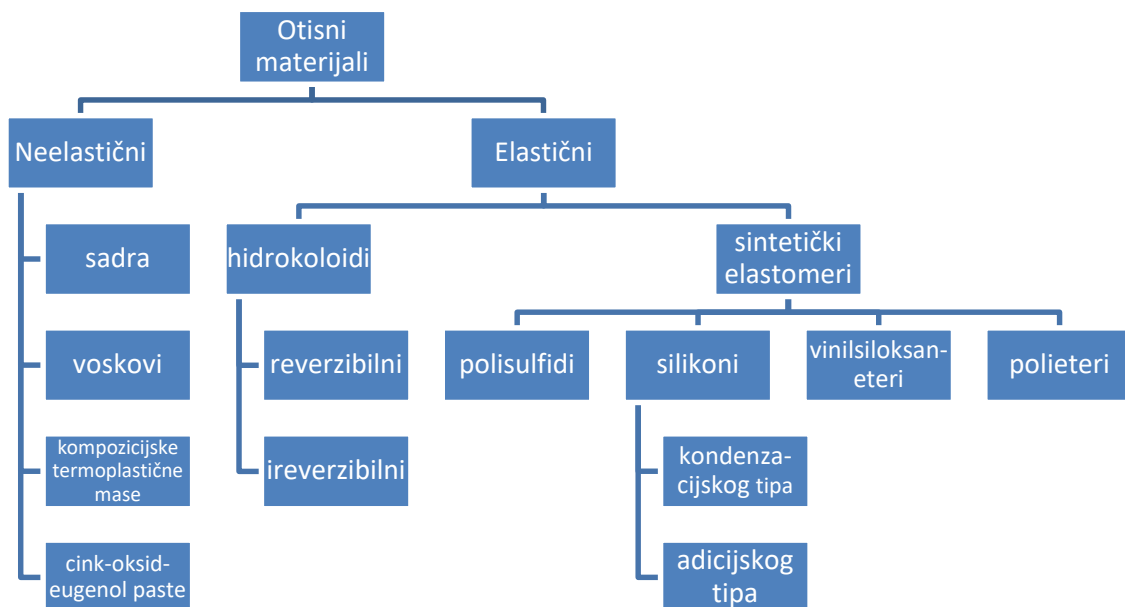 Otisni
materijali
Neelastični
Elastični
sadra
hidrokoloidi
sintetički
elastomeri
voskovi
reverzibilni
polisulfidi
silikoni
vinilsiloksan-
eteri
polieteri
kompozicijske
termoplastične
mase
ireverzibilni
kondenza-
cijskog tipa
cink-oksid-
eugenol paste
adicijskog
tipa